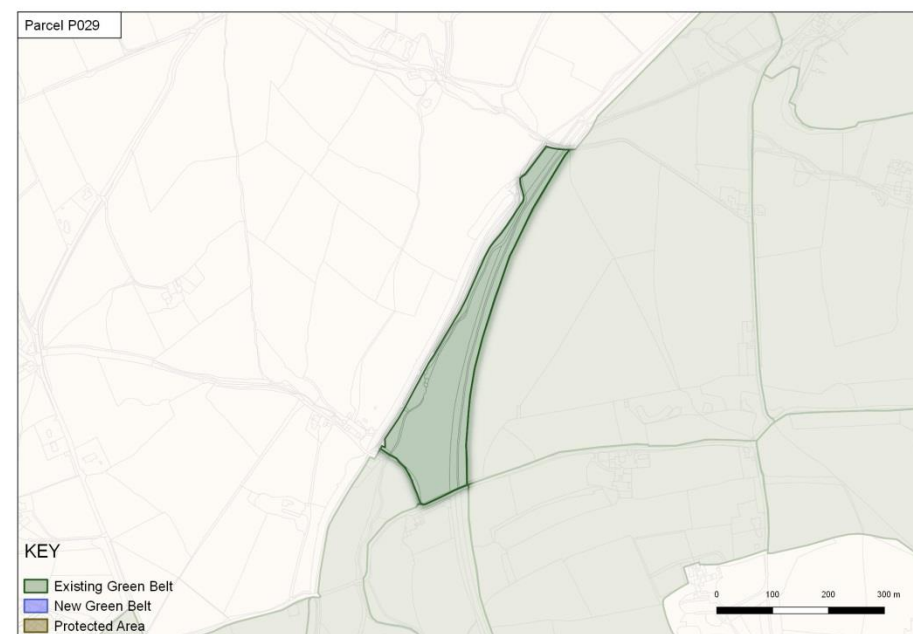 Parcel P029
KEY
Existing Green Belt
New Green Belt
Protected Area
0 100 200 300 m